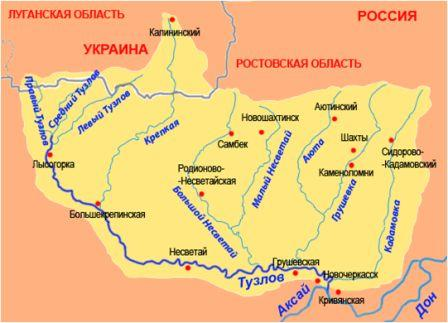 ЛУГАНСКАЯ ОБЛАСТЬ
РОССИЯ
УКРАИНА
Калининский
РОСТОВСКАЯ ОБЛАСТЬ
Правый Тузлов
Средний Тузлов
Левый Тузлов
Крепкая
Самбек
Новошахтинск
Аютинский
Лысогорка
Шахты
Сидорово-
-Кадамовский
Родионово-
-Несветайская
Каменоломни
Малый Несветай
Аюта
Грушевка
Большекрепинская
Большой Несветай
Кадамовка
Несветай
Грушевская
Новочеркасск
Тузлов
Аксай
Кривянская
Дон